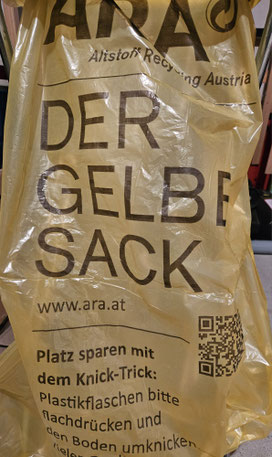 ARA
Altstoff Recycling Austria
DER
GELBE
SACK
www.ara.at
Platz sparen mit
dem Knick-Trick:
Plastikflaschen bitte
flachdrücken und
den Boden umknicken